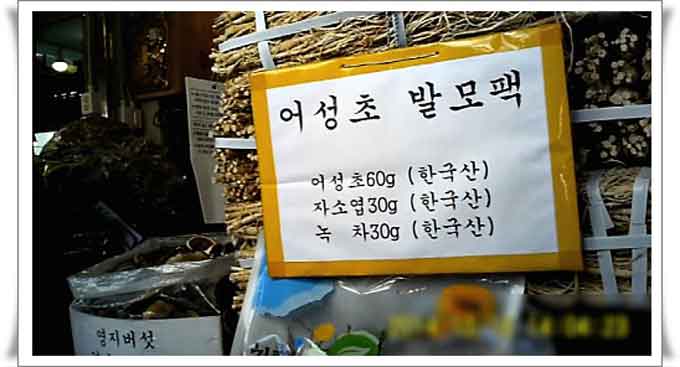 어성초 발모팩
어성초60g (한국산)
자소엽30g (한국산)
녹 차30g (한국산)
영지버섯